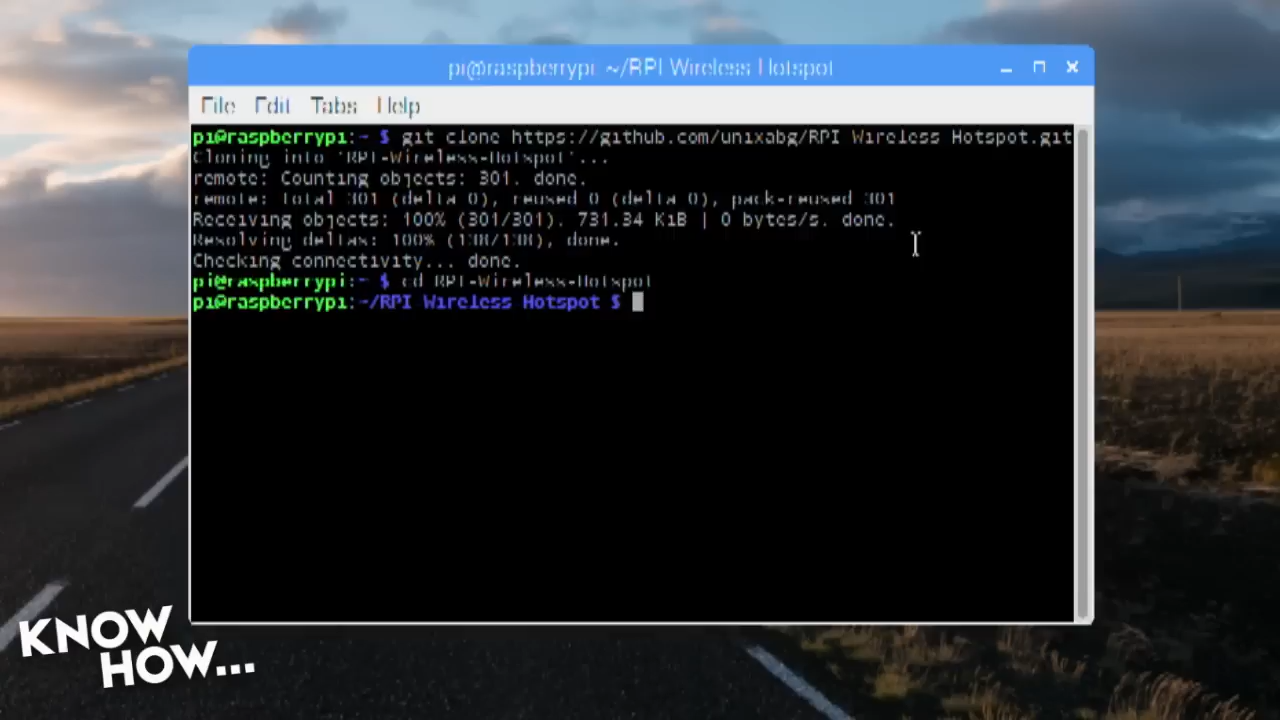 pi@raspberrypi: ~/RPI Wireless Hotspot
File Edit Tabs Help
pi@raspberrypi:~ $ git clone https://github.com/unixabg/RPI Wireless Hotspot.git
Cloning into 'RPI-Wireless-Hotspot'...
remote: Counting objects: 301. done.
remote: Total 301 (delta 0), reused 0 (delta 0), pack-reused 301
Receiving objects: 100% (301/301). 731.34 KiB | 0 bytes/s. done.
Resolving deltas: 100% (138/138), done.
Checking connectivity... done.
pi@raspberrypi:~ $ cd RPI-Wireless-Hotspot
pi@raspberrypi:~/RPI Wireless Hotspot $
KNOW
HOW...